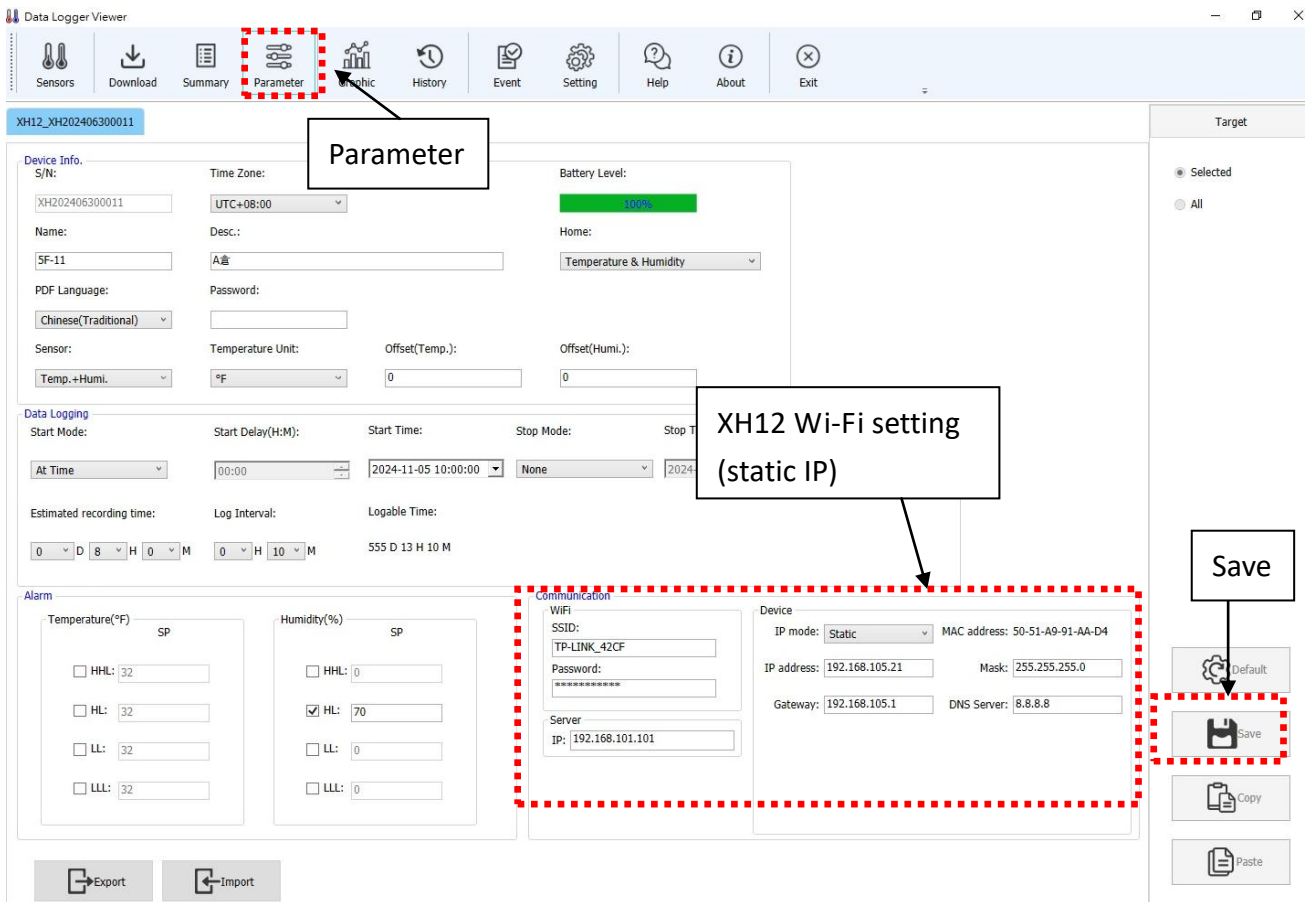 Data Logger Viewer
Sensors Download Summary Parameter Graphic History Event Setting Help About Exit
XH12_XH202406300011
Target
Parameter
Device Info.
S/N: Time Zone: Battery Level:
XH202406300011 UTC+08:00 100%
Name: Desc.: Home:
5F-11 A倉 Temperature & Humidity
PDF Language: Password:
Chinese(Traditional)
Sensor: Temperature Unit: Offset(Temp.): Offset(Humi.):
Temp.+Humi. °F 0 0
Selected
All
Data Logging
Start Mode: Start Delay(H:M): Start Time: Stop Mode: Stop T
At Time 00:00 2024-11-05 10:00:00 None 2024-
Estimated recording time: Log Interval: Logable Time:
0 D 8 H 0 M 0 H 10 M 555 D 13 H 10 M
XH12 Wi-Fi setting
(static IP)
Save
Alarm
Temperature(°F)
SP
HHL: 32
HL: 32
LL: 32
LLL: 32
Humidity(%)
SP
HHL: 0
HL: 70
LL: 0
LLL: 0
Communication
WiFi
SSID:
TP-LINK_42CF
Password:
***********
Server
IP: 192.168.101.101
Device
IP mode: Static MAC address: 50-51-A9-91-AA-D4
IP address: 192.168.105.21 Mask: 255.255.255.0
Gateway: 192.168.105.1 DNS Server: 8.8.8.8
Default
Save
Copy
Paste
Export Import